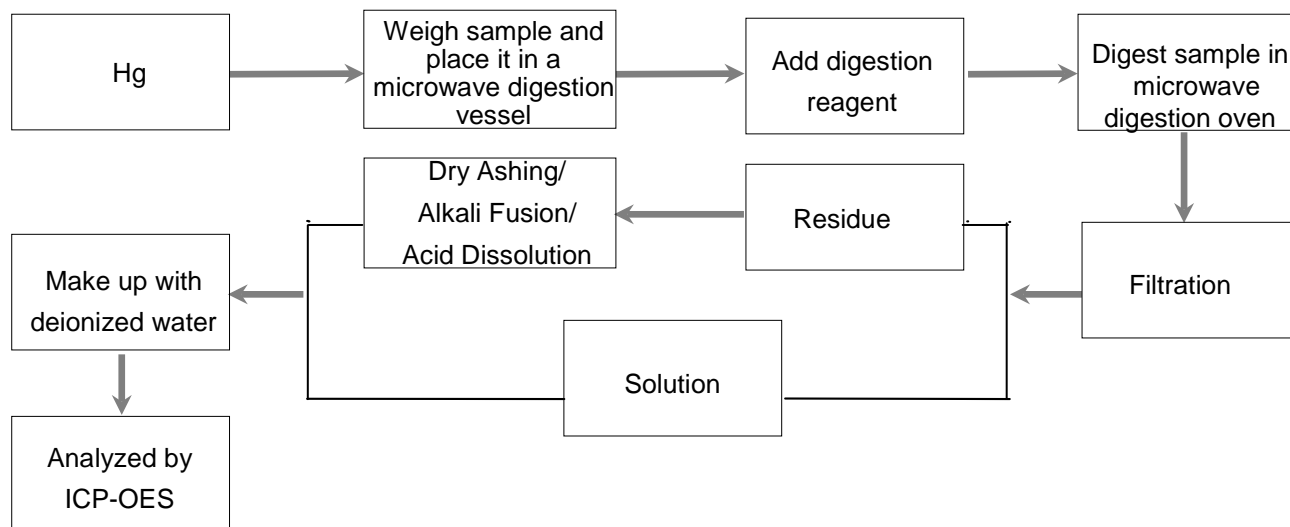 Hg
Weigh sample and
place it in a
microwave digestion
vessel
Add digestion
reagent
Digest sample in
microwave
digestion oven
Filtration
Residue
Dry Ashing/
Alkali Fusion/
Acid Dissolution
Solution
Make up with
deionized water
Analyzed by
ICP-OES